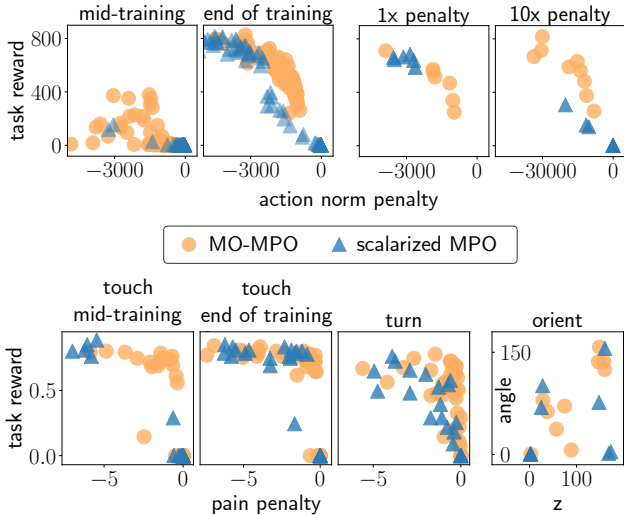 mid-training end of training 1x penalty 10x penalty
task reward
800
400
0
−3000 0 −3000 0 −3000 0 −30000 0
action norm penalty
MO-MPO scalarized MPO
touch touch
mid-training end of training turn orient
task reward
0.5
0.0
angle
150
0
−5 0 −5 0 −5 0 0 100
pain penalty z